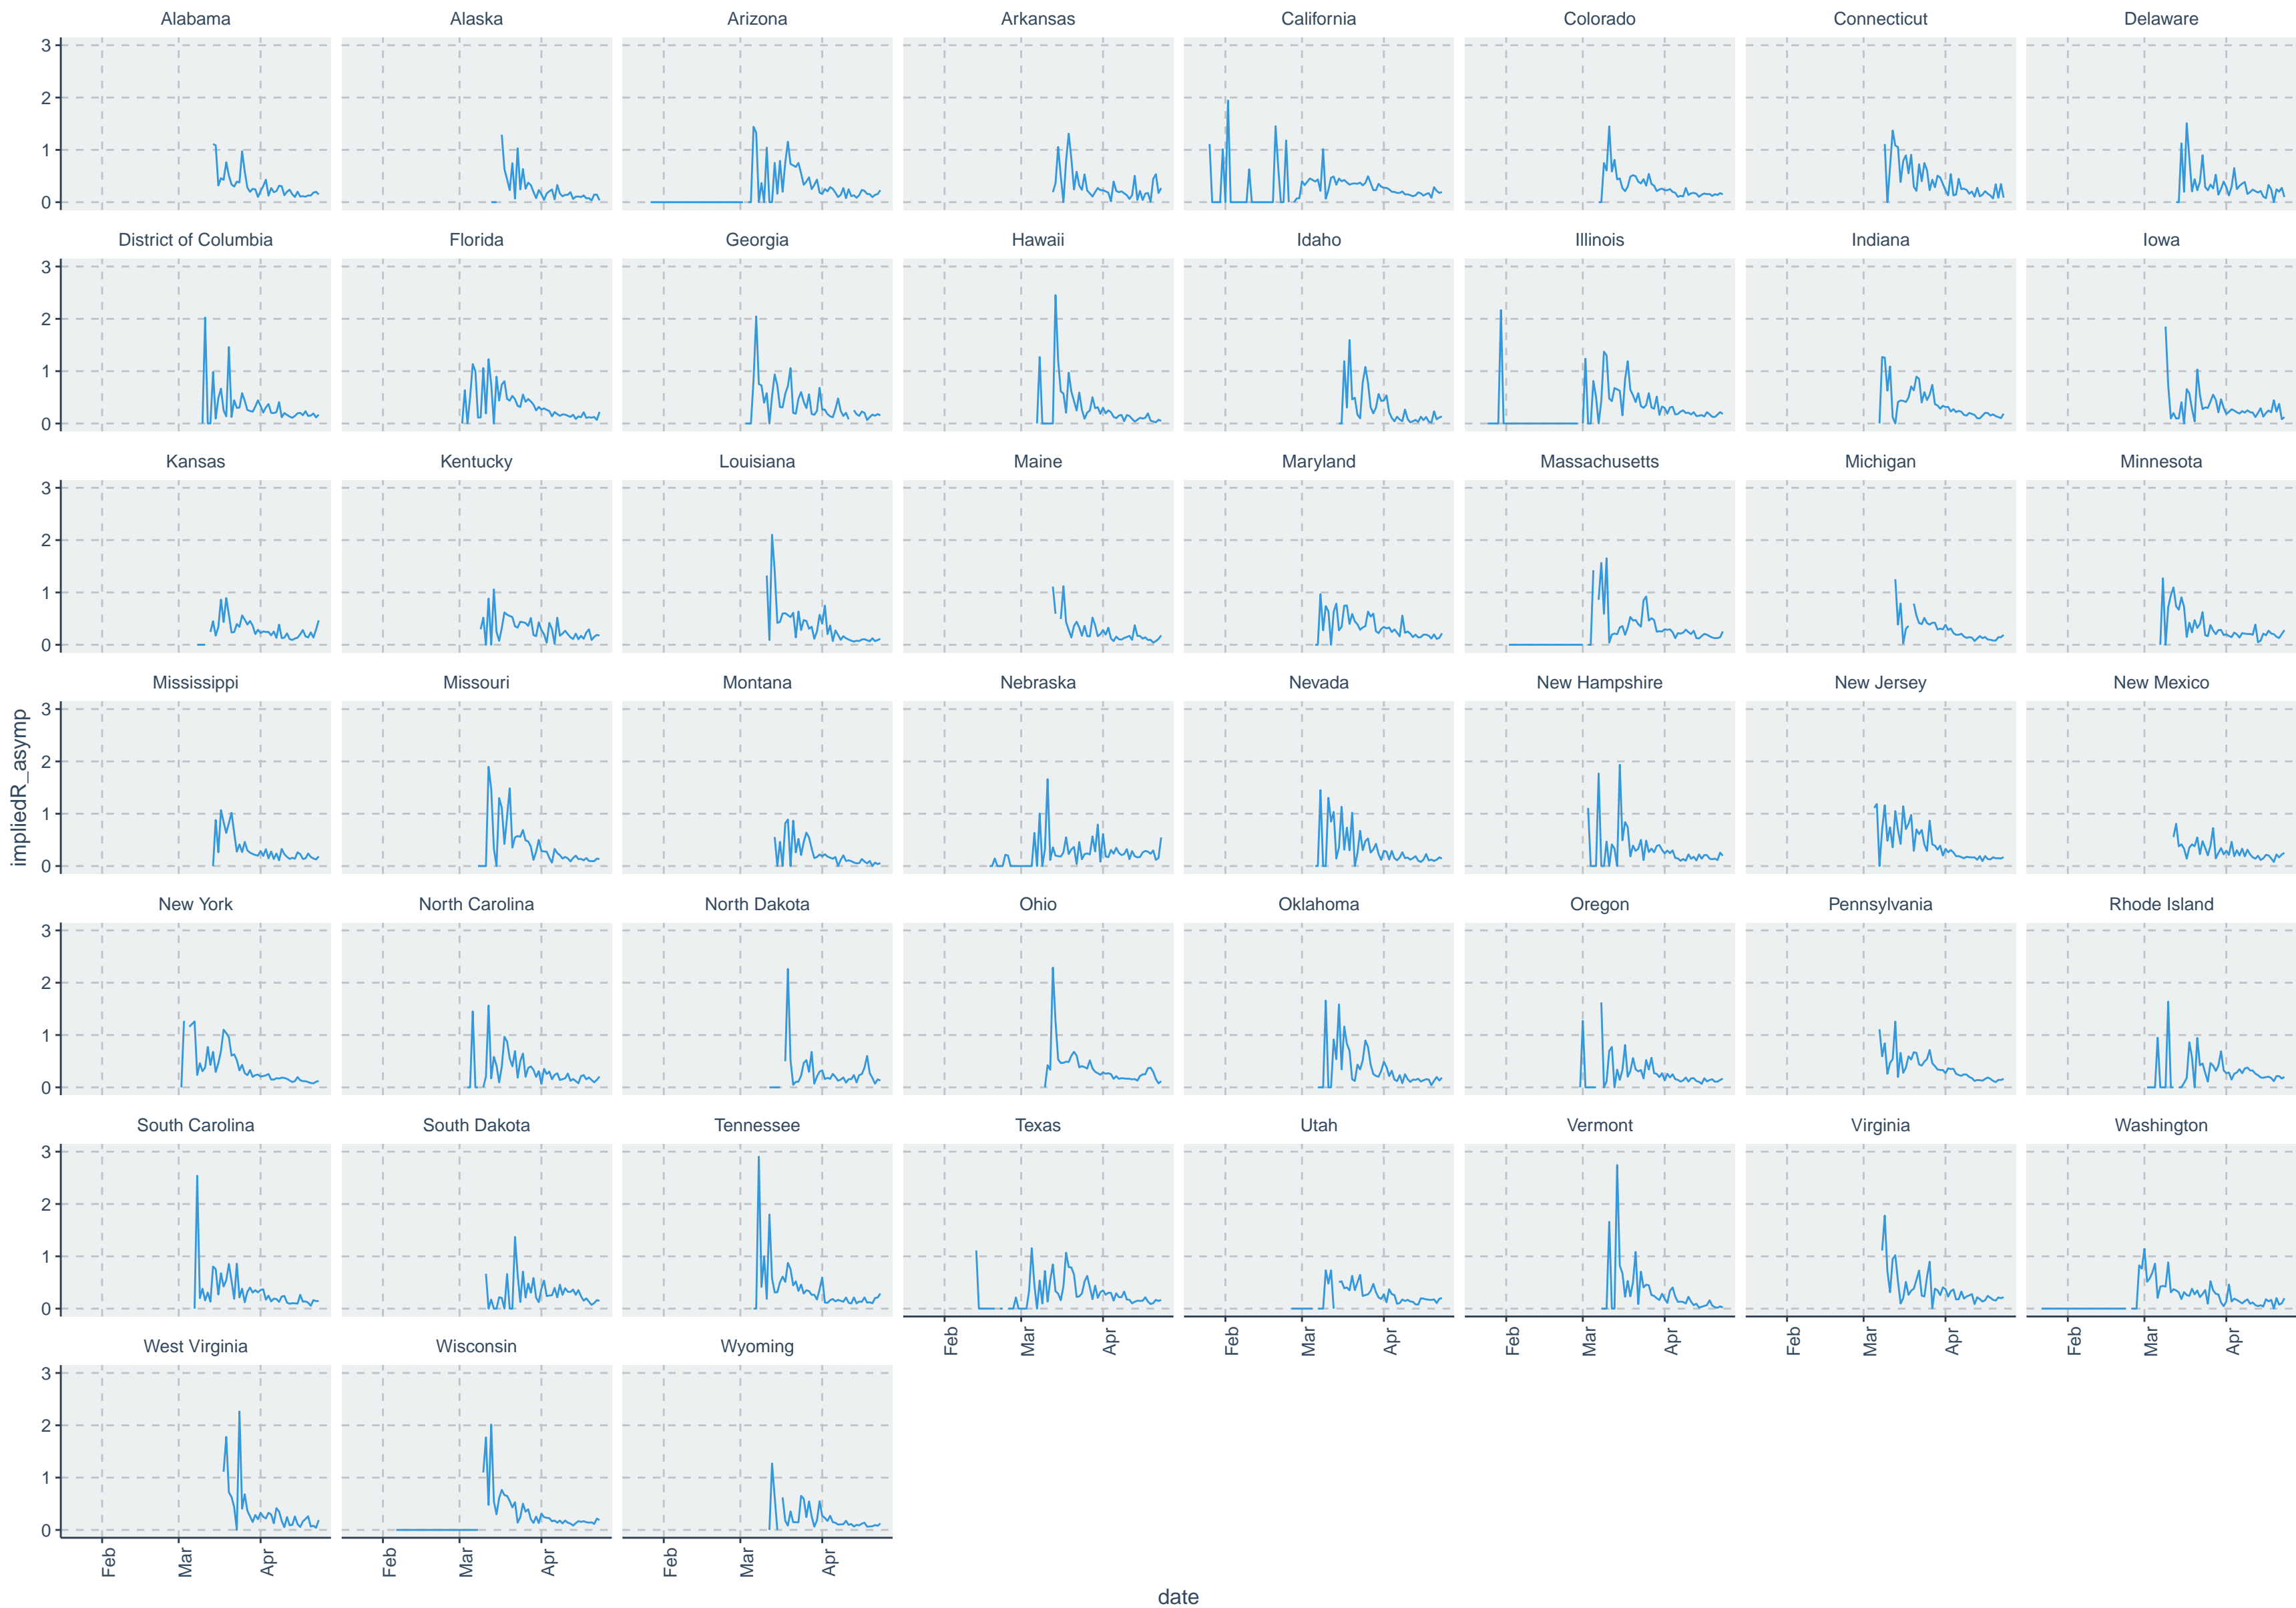 Alabama Alaska Arizona Arkansas California Colorado Connecticut Delaware
3
2
1
0
District of Columbia Florida Georgia Hawaii Idaho Illinois Indiana Iowa
3
2
1
0
Kansas Kentucky Louisiana Maine Maryland Massachusetts Michigan Minnesota
3
2
1
0
Mississippi Missouri Montana Nebraska Nevada New Hampshire New Jersey New Mexico
3
2
1
0
impliedR_asymp
New York North Carolina North Dakota Ohio Oklahoma Oregon Pennsylvania Rhode Island
3
2
1
0
South Carolina South Dakota Tennessee Texas Utah Vermont Virginia Washington
3
2
1
0
Feb Mar Apr Feb Mar Apr Feb Mar Apr Feb Mar Apr Feb Mar Apr
West Virginia Wisconsin Wyoming
3
2
1
0
Feb Mar Apr Feb Mar Apr Feb Mar Apr
date